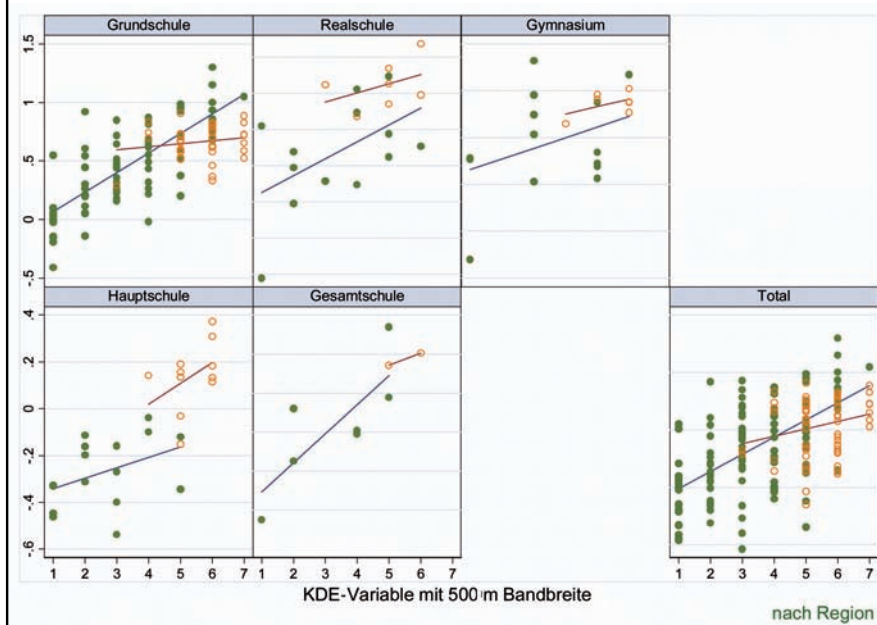 Grundschule
Realschule
Gymnasium
1.5
1
.5
0
-.5
Hauptschule
Gesamtschule
Total
.4
.2
0
-.2
-.4
-.6
1 2 3 4 5 6 7
1 2 3 4 5 6 7
1 2 3 4 5 6 7
KDE-Variable mit 500 m Bandbreite
nach Region